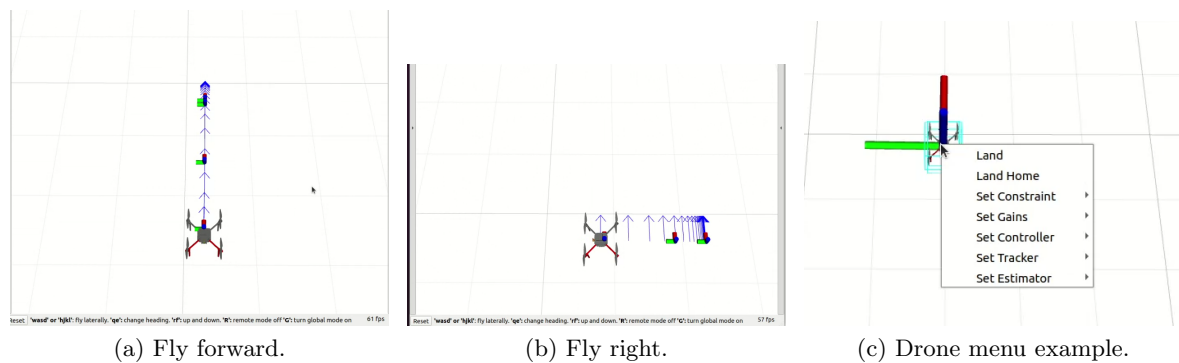 Reset 'wasd' or 'hjkl': fly laterally. 'qe': change heading. 'rf': up and down. 'R': remote mode off 'G': turn global mode on 61 fps
(a) Fly forward.
Reset 'wasd' or 'hjkl': fly laterally. 'qe': change heading. 'rf': up and down. 'R': remote mode off 'G': turn global mode on 57 fps
(b) Fly right.
Land
Land Home
Set Constraint
Set Gains
Set Controller
Set Tracker
Set Estimator
(c) Drone menu example.